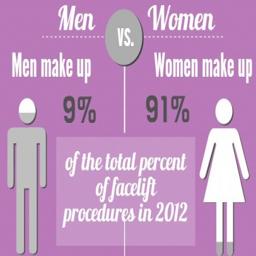 Men vs. Women
Men make up
Women make up
9%
91%
of the total percent
of facelift
procedures in 2012